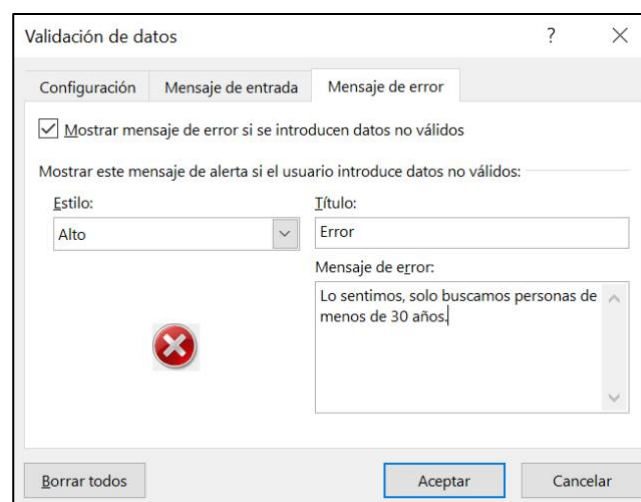 Validación de datos ?
Configuración Mensaje de entrada Mensaje de error
Mostrar mensaje de error si se introducen datos no válidos
Mostrar este mensaje de alerta si el usuario introduce datos no válidos:
Estilo: Título:
Alto Error
Mensaje de error:
Lo sentimos, solo buscamos personas de
menos de 30 años.
Borrar todos Aceptar Cancelar